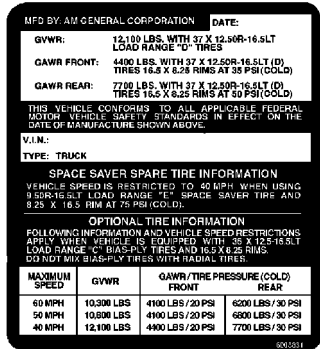 MFD BY: AM GENERAL CORPORATION DATE:
GVWR: 12,100 LBS. WITH 37 X 12.50R-16.5LT
LOAD RANGE "D" TIRES
GAWR FRONT: 4400 LBS. WITH 37 X 12.50R-16.5LT (D)
TIRES 16.5 X 8.25 RIMS AT 35 PSI (COLD)
GAWR REAR: 7700 LBS. WITH 37 X 12.50R-16.5LT (D)
TIRES 16.5 X 8.25 RIMS AT 50 PSI (COLD)
THIS VEHICLE CONFORMS TO ALL APPLICABLE FEDERAL
MOTOR VEHICLE SAFETY STANDARDS IN EFFECT ON THE
DATE OF MANUFACTURE SHOWN ABOVE.
V.I.N.:
TYPE: TRUCK
SPACE SAVER SPARE TIRE INFORMATION
VEHICLE SPEED IS RESTRICTED TO 40 MPH WHEN USING
9.50R-16.5LT LOAD RANGE "E" SPACE SAVER TIRE AND
8.25 X 16.5 RIM AT 75 PSI (COLD).
OPTIONAL TIRE INFORMATION
FOLLOWING INFORMATION AND VEHICLE SPEED RESTRICTIONS
APPLY WHEN VEHICLE IS EQUIPPED WITH 36 X 12.5-16.5LT
LOAD RANGE "C" BIAS-PLY TIRES AND 16.5 X 8.25 RIMS.
DO NOT MIX BIAS-PLY TIRES WITH RADIAL TIRES.
MAXIMUM SPEED GVWR GAWR/TIRE PRESSURE (COLD)
FRONT REAR
60 MPH 10,300 LBS 4100 LBS/20 PSI 6200 LBS/30 PSI
50 MPH 10,800 LBS 4100 LBS/20 PSI 6800 LBS/30 PSI
40 MPH 12,100 LBS 4400 LBS/20 PSI 7700 LBS/30 PSI